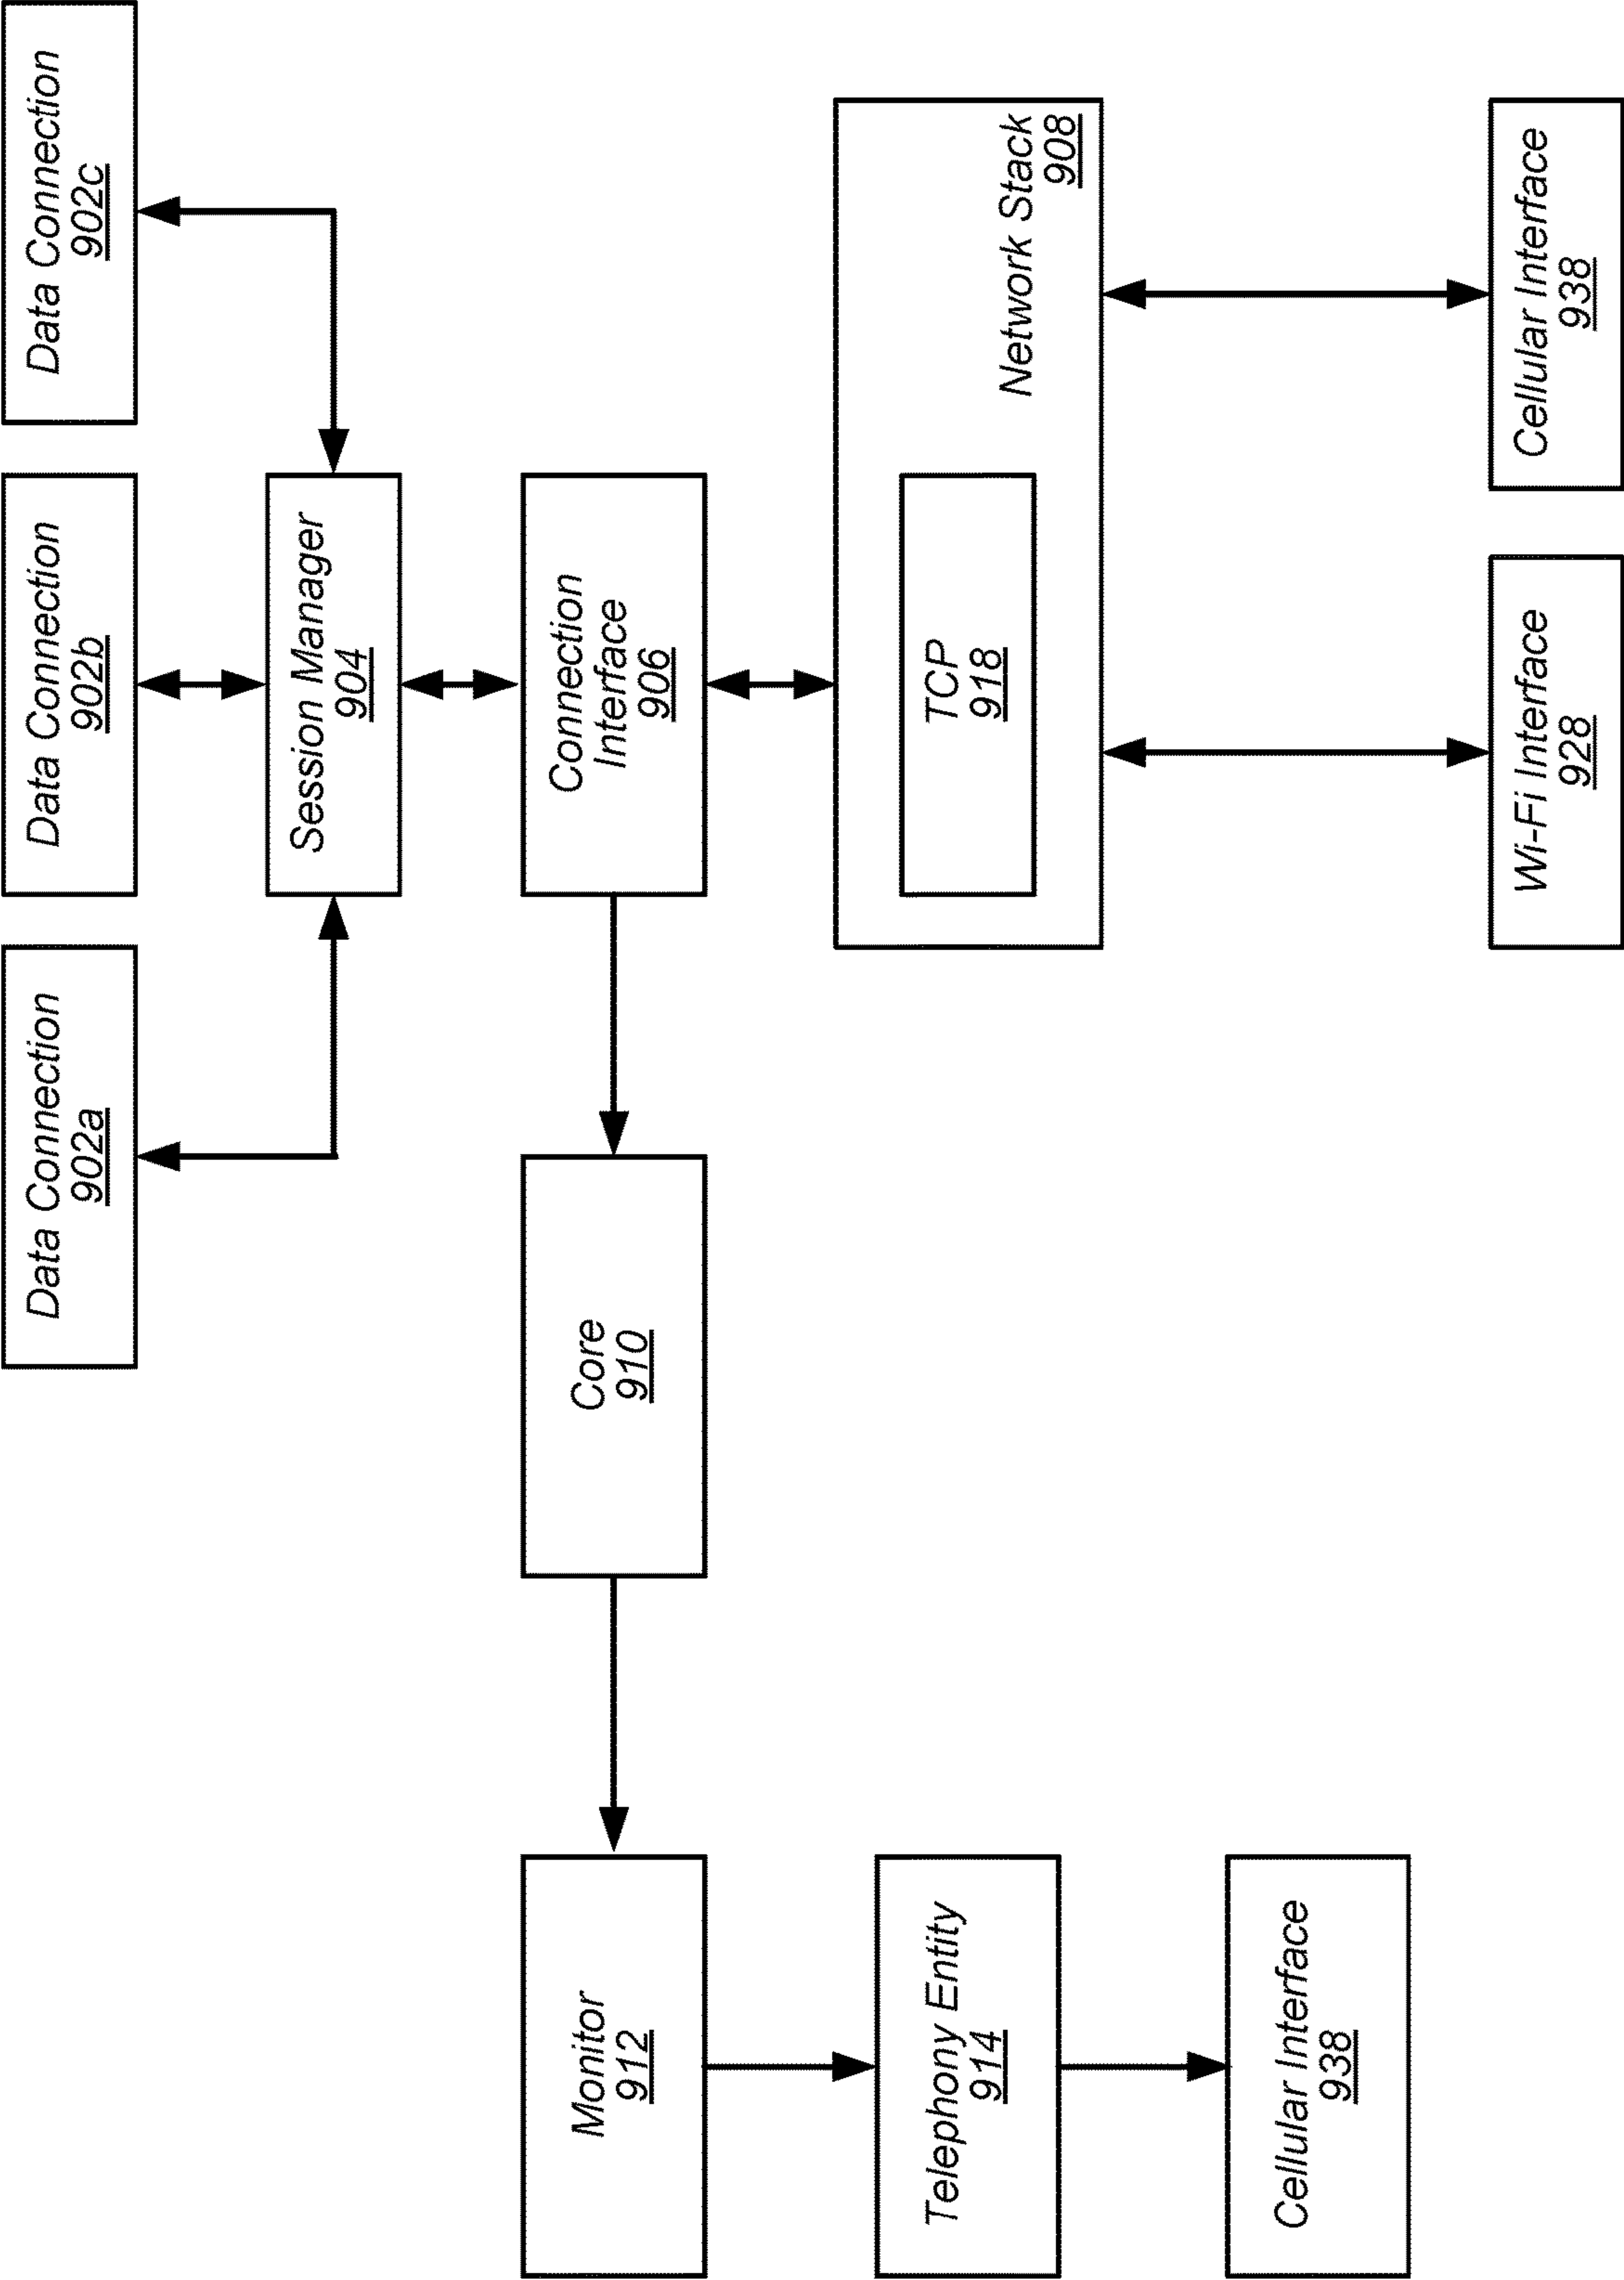 Data Connection
902a
Data Connection
902b
Data Connection
902c
Session Manager
904
Monitor
912
Core
910
Connection
Interface
906
Telephony Entity
914
TCP
918
Network Stack
908
Cellular Interface
938
Wi-Fi Interface
928
Cellular Interface
938